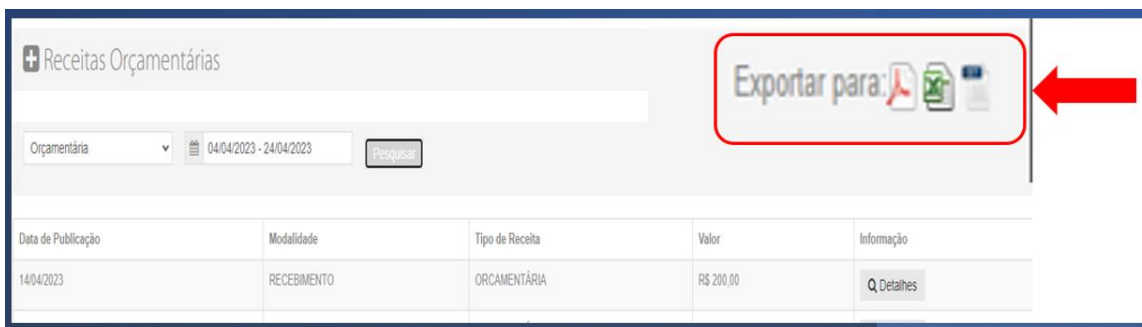 Receitas Orçamentárias
Exportar para:
Orçamentária
04/04/2023 - 24/04/2023
Pesquisar
Data de Publicação Modalidade Tipo de Receita Valor Informação
14/04/2023 RECEBIMENTO ORCAMENTÁRIA R$ 200,00 Detalhes